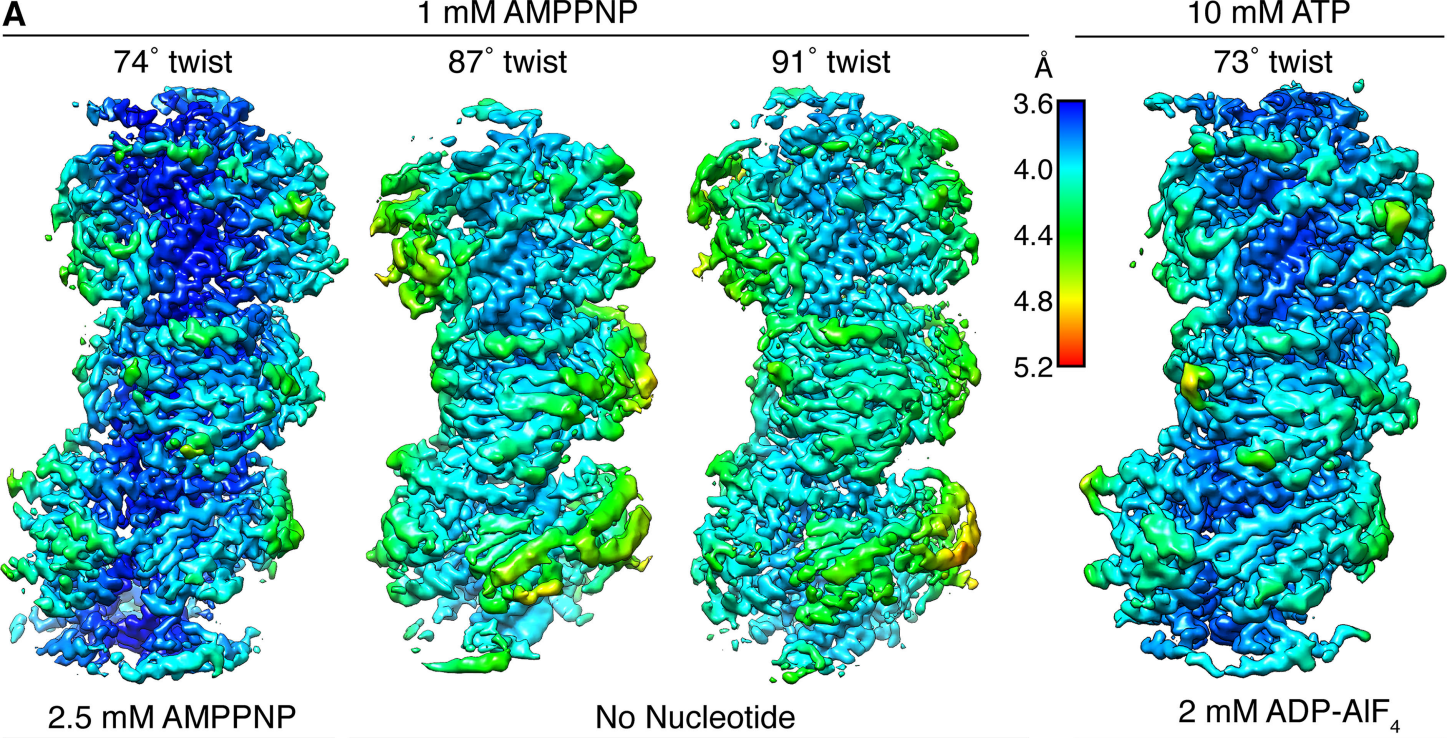 A
1 mM AMPPNP
10 mM ATP
74° twist
87° twist
91° twist
73° twist
Å
3.6
4.0
4.4
4.8
5.2
2.5 mM AMPPNP
No Nucleotide
2 mM ADP-AlF₄